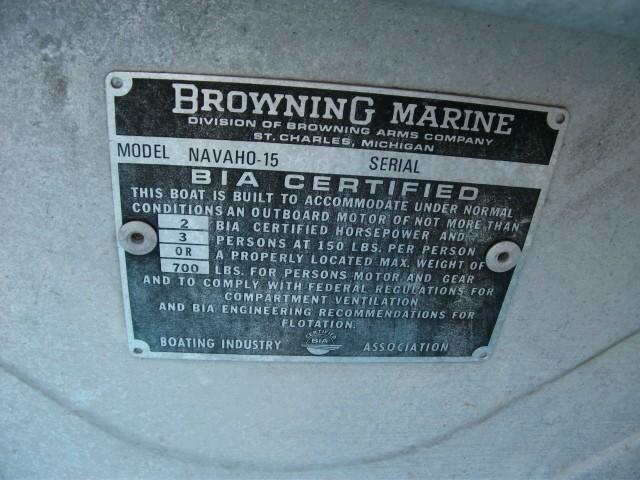 BROWNING MARINE
DIVISION OF BROWNING ARMS COMPANY
ST. CHARLES, MICHIGAN
MODEL NAVAHO-15 SERIAL
BIA CERTIFIED
THIS BOAT IS BUILT TO ACCOMMODATE UNDER NORMAL
CONDITIONS AN OUTBOARD MOTOR OF NOT MORE THAN
2 BIA CERTIFIED HORSEPOWER AND
3 PERSONS AT 150 LBS. PER PERSON
OR A PROPERLY LOCATED MAX. WEIGHT OF
700 LBS. FOR PERSONS MOTOR AND GEAR
AND TO COMPLY WITH FEDERAL REGULATIONS FOR
COMPARTMENT VENTILATION
AND BIA ENGINEERING RECOMMENDATIONS FOR
FLOTATION.
CERTIFIED
BIA
BOATING INDUSTRY ASSOCIATION